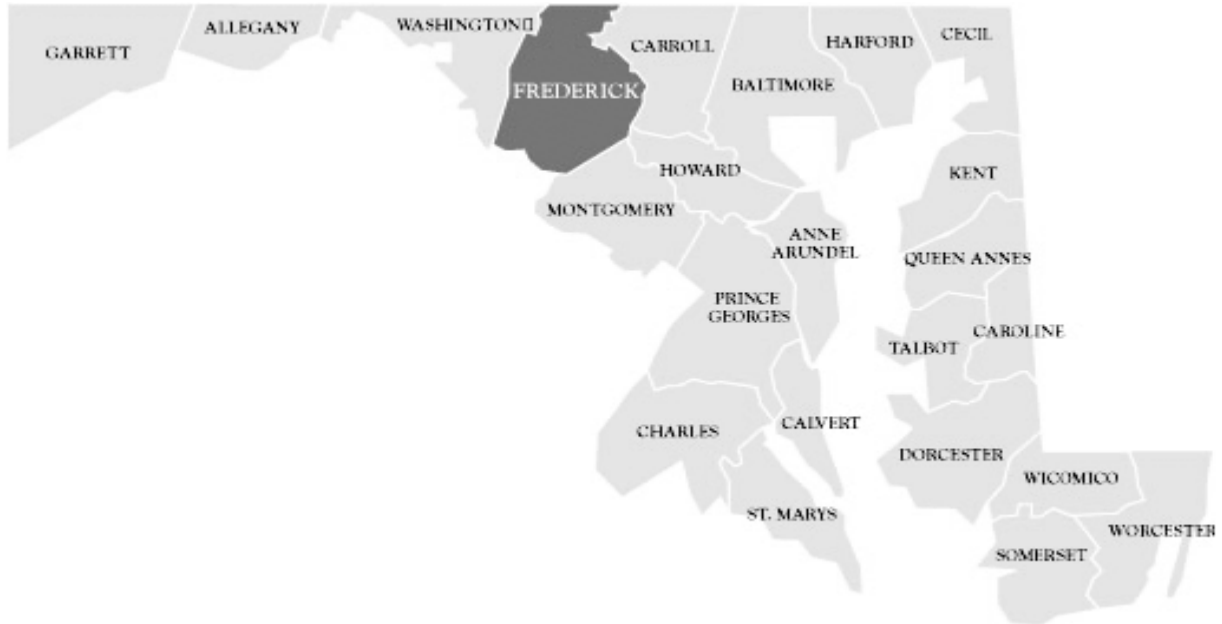 GARRETT
ALLEGANY
WASHINGTON▯
FREDERICK
CARROLL
BALTIMORE
HARFORD
CECIL
HOWARD
MONTGOMERY
KENT
ANNE
ARUNDEL
QUEEN ANNES
PRINCE
GEORGES
TALBOT
CAROLINE
CHARLES
CALVERT
DORCESTER
WICOMICO
ST. MARYS
SOMERSET
WORCESTER